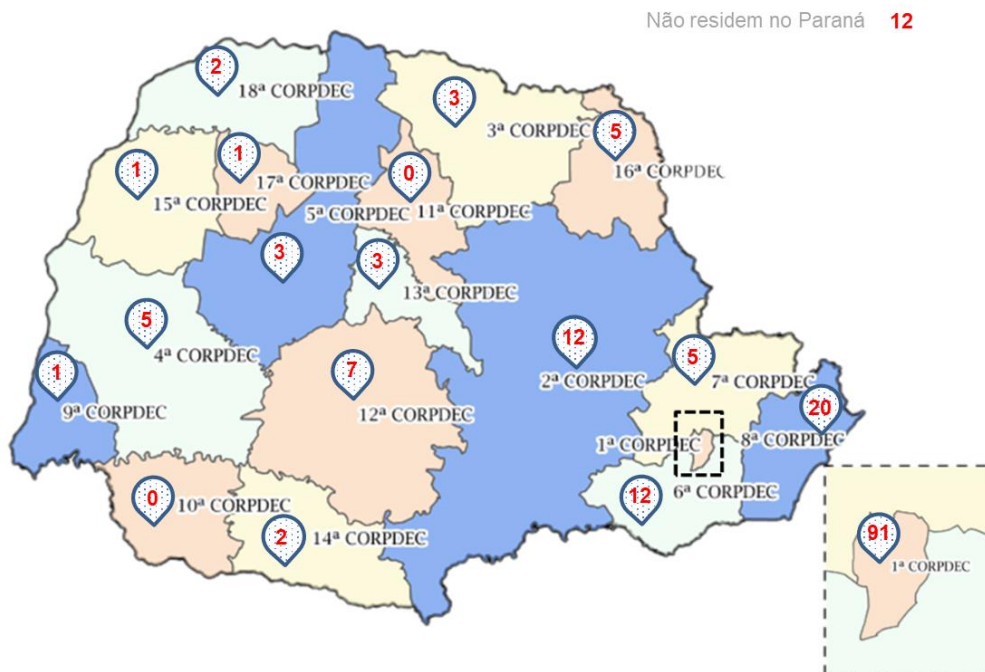 Não residem no Paraná 12
2
18ª CORPDEC
3
3ª CORPDEC
5
16ª CORPDEC
1
15ª CORPDEC
1
17ª CORPDEC
0
5ª CORPDEC
11ª CORPDEC
3
3
13ª CORPDEC
5
4ª CORPDEC
12
2ª CORPDEC
5
7ª CORPDEC
1
9ª CORPDEC
7
12ª CORPDEC
20
8ª CORPDEC
1ª CORPDEC
12
6ª CORPDEC
0
10ª CORPDEC
2
14ª CORPDEC
91
1ª CORPDEC